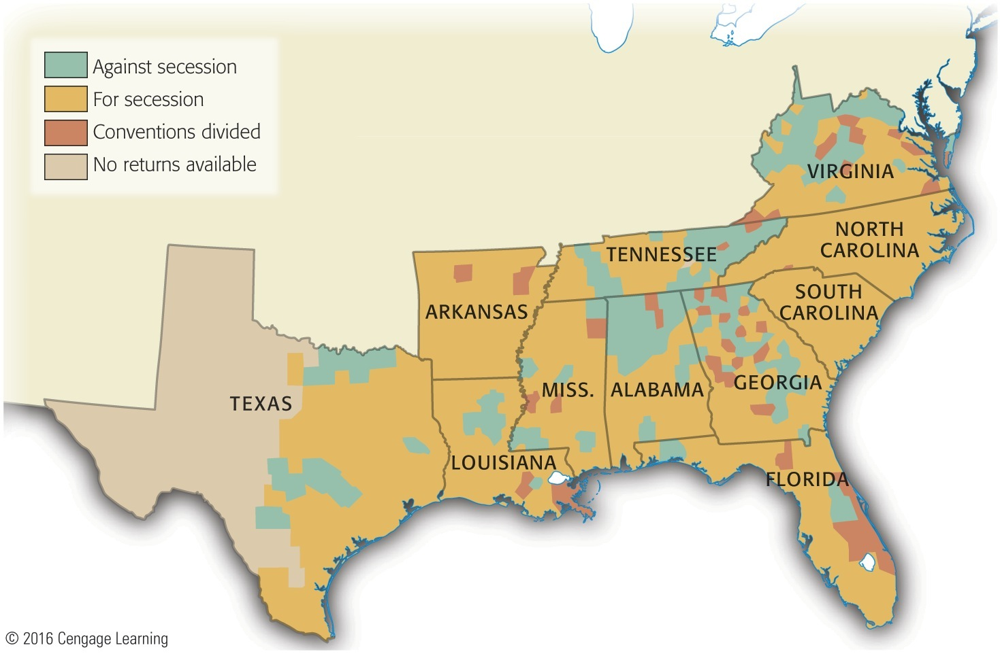 Against secession
For secession
Conventions divided
No returns available
VIRGINIA
NORTH
CAROLINA
TENNESSEE
SOUTH
CAROLINA
ARKANSAS
GEORGIA
MISS.
ALABAMA
TEXAS
LOUISIANA
FLORIDA
© 2016 Cengage Learning